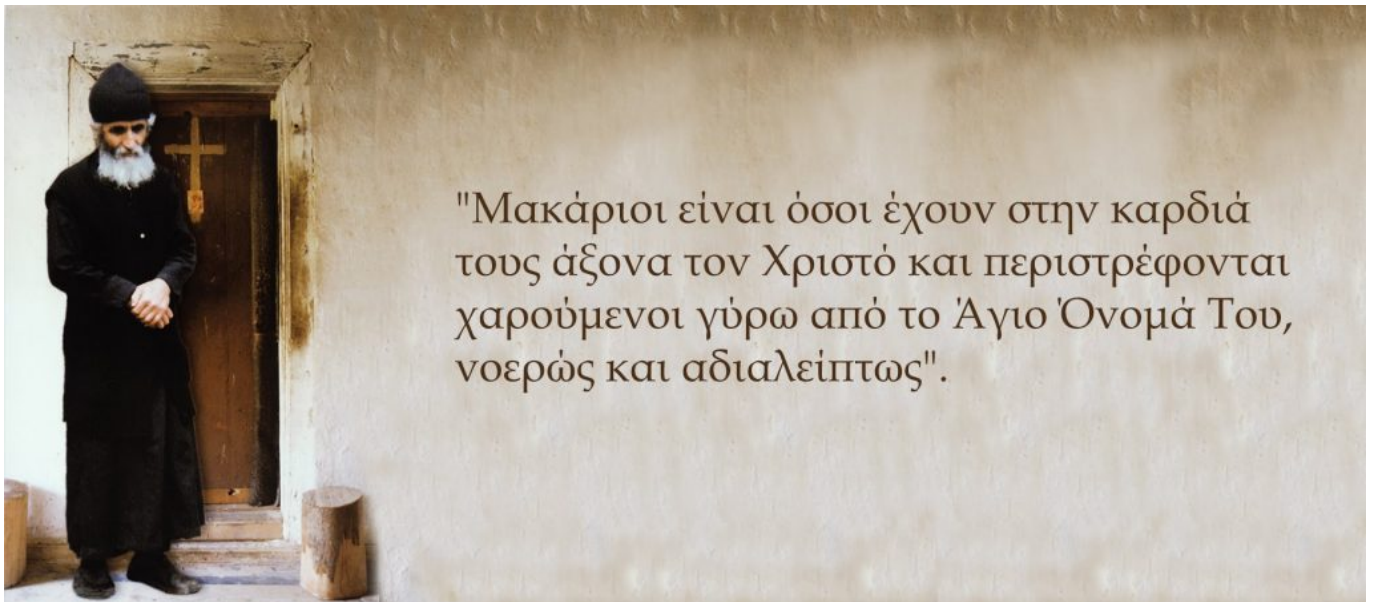 "Μακάριοι είναι όσοι έχουν στην καρδιά
τους άξονα τον Χριστό και περιστρέφονται
χαρούμενοι γύρω από το Άγιο Όνομά Του,
νοερώς και αδιαλείπτως".